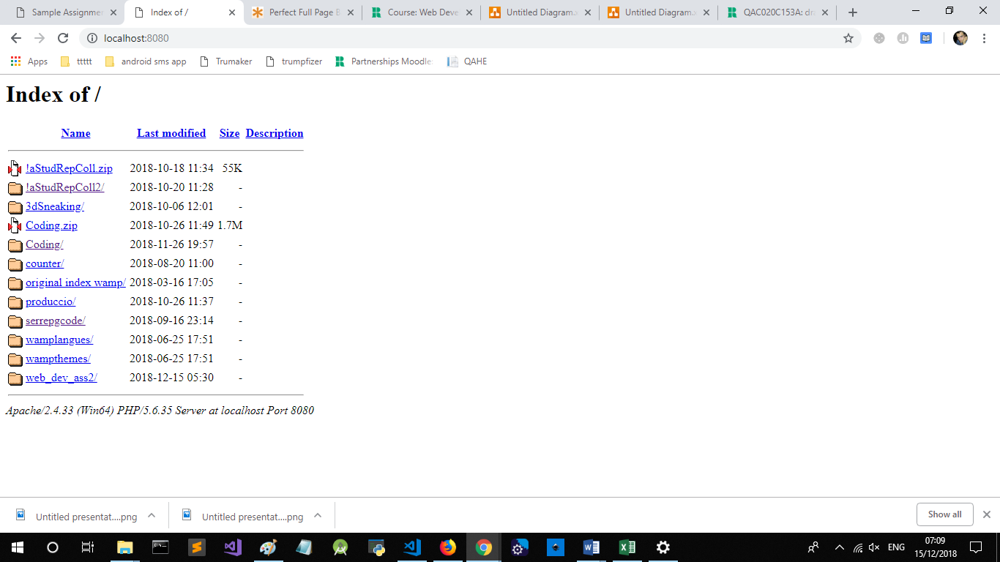 Sample Assignmen
Index of /
Perfect Full Page B
Course: Web Deve
Untitled Diagram.
Untitled Diagram.
QAC020C153A: dr
localhost:8080
Apps
ttttt
android sms app
Trumaker
trumpfizer
Partnerships Moodle
QAHE
Index of /
Name Last modified Size Description
!aStudRepColl.zip 2018-10-18 11:34 55K
!aStudRepColl2/ 2018-10-20 11:28 -
3dSneaking/ 2018-10-06 12:01 -
Coding.zip 2018-10-26 11:49 1.7M
Coding/ 2018-11-26 19:57 -
counter/ 2018-08-20 11:00 -
original index wamp/ 2018-03-16 17:05 -
produccio/ 2018-10-26 11:37 -
serrepgcode/ 2018-09-16 23:14 -
wamplangues/ 2018-06-25 17:51 -
wampthemes/ 2018-06-25 17:51 -
web_dev_ass2/ 2018-12-15 05:30 -
Apache/2.4.33 (Win64) PHP/5.6.35 Server at localhost Port 8080
Untitled presentat....png
Untitled presentat....png
Show all
ENG
07:09
15/12/2018